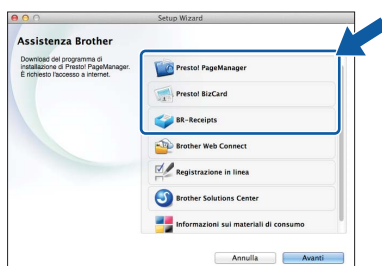 Setup Wizard
Assistenza Brother
Download del programma di
installazione di Presto! PageManager.
È richiesto l'accesso a internet.
Presto! PageManager
Presto! BizCard
BR-Receipts
Brother Web Connect
Registrazione in linea
Brother Solutions Center
Informazioni sui materiali di consumo
Annulla
Avanti